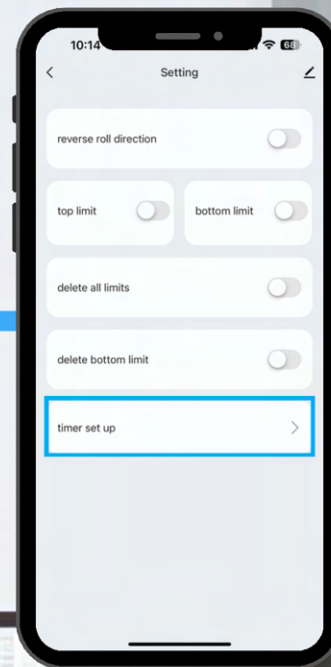 10:14
68
Setting
reverse roll direction
top limit
bottom limit
delete all limits
delete bottom limit
timer set up